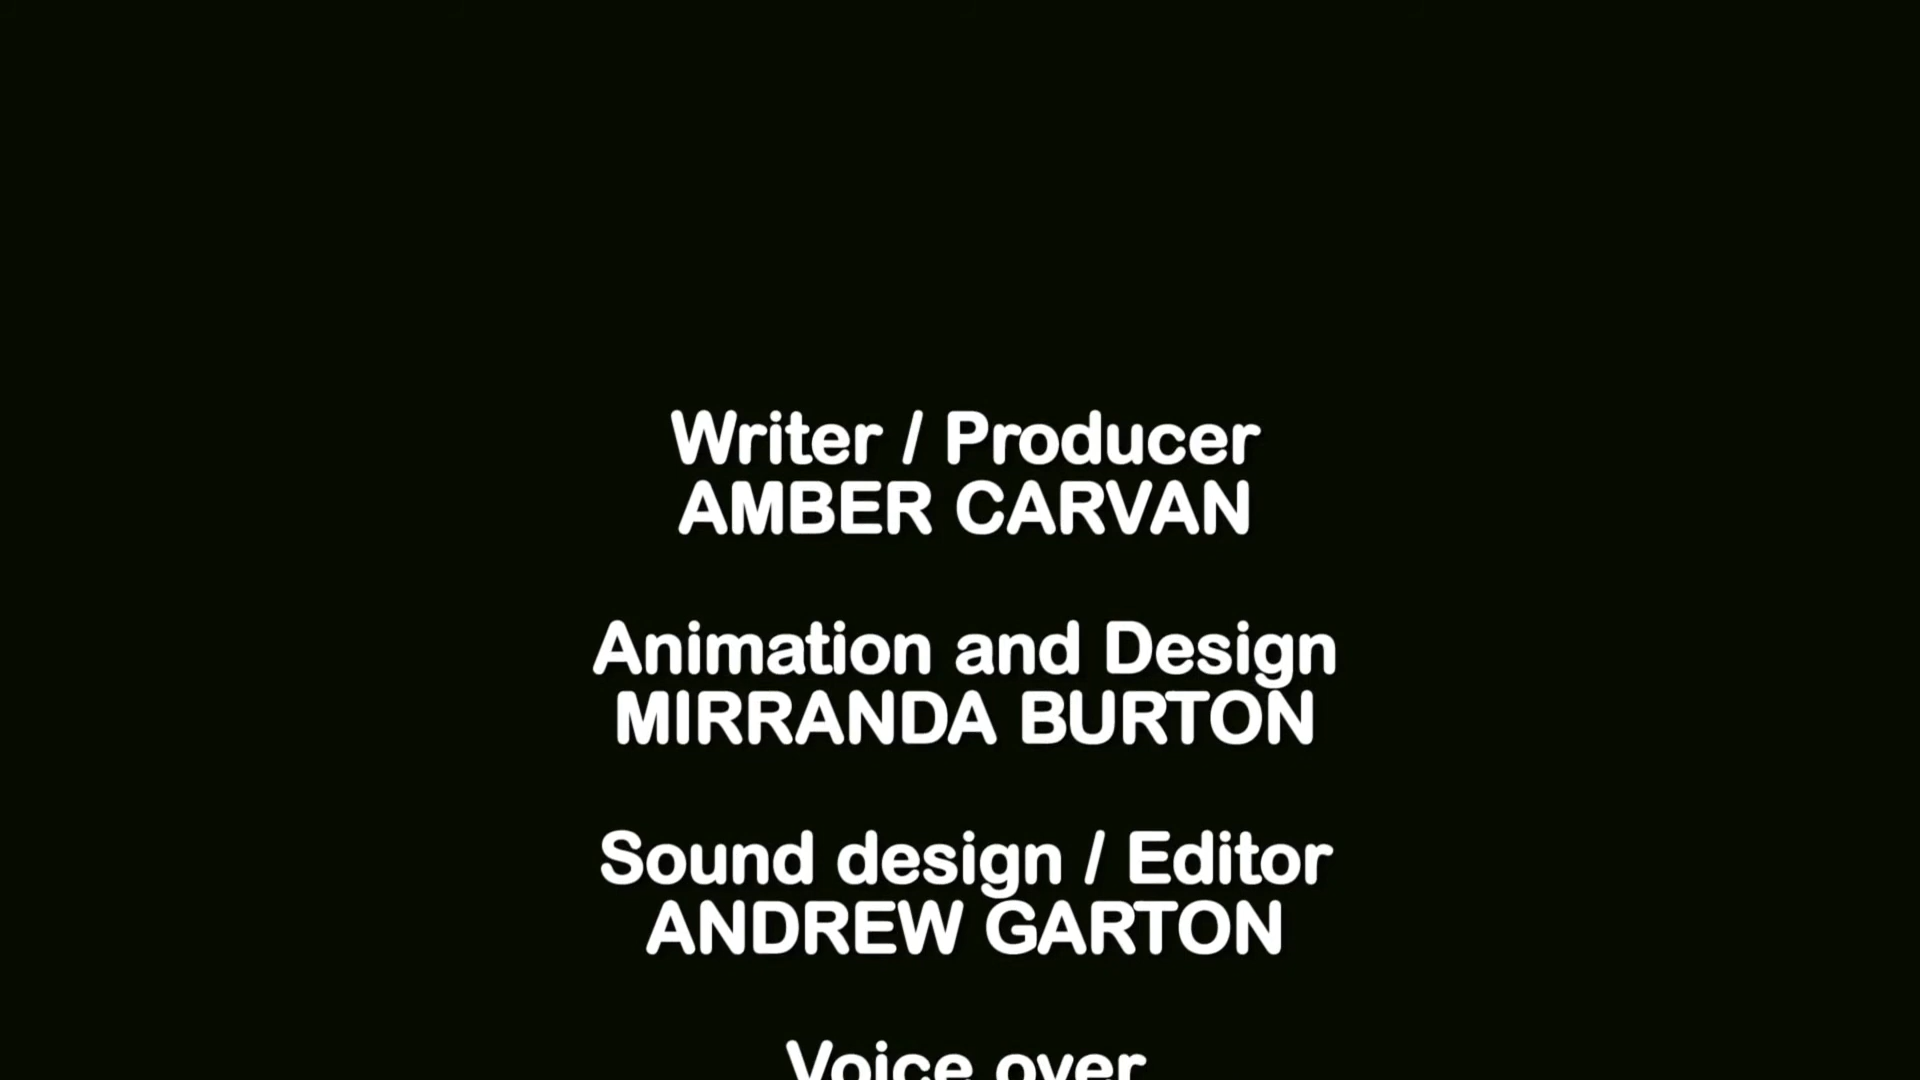 Writer / Producer
AMBER CARVAN
Animation and Design
MIRRANDA BURTON
Sound design / Editor
ANDREW GARTON
Voice over